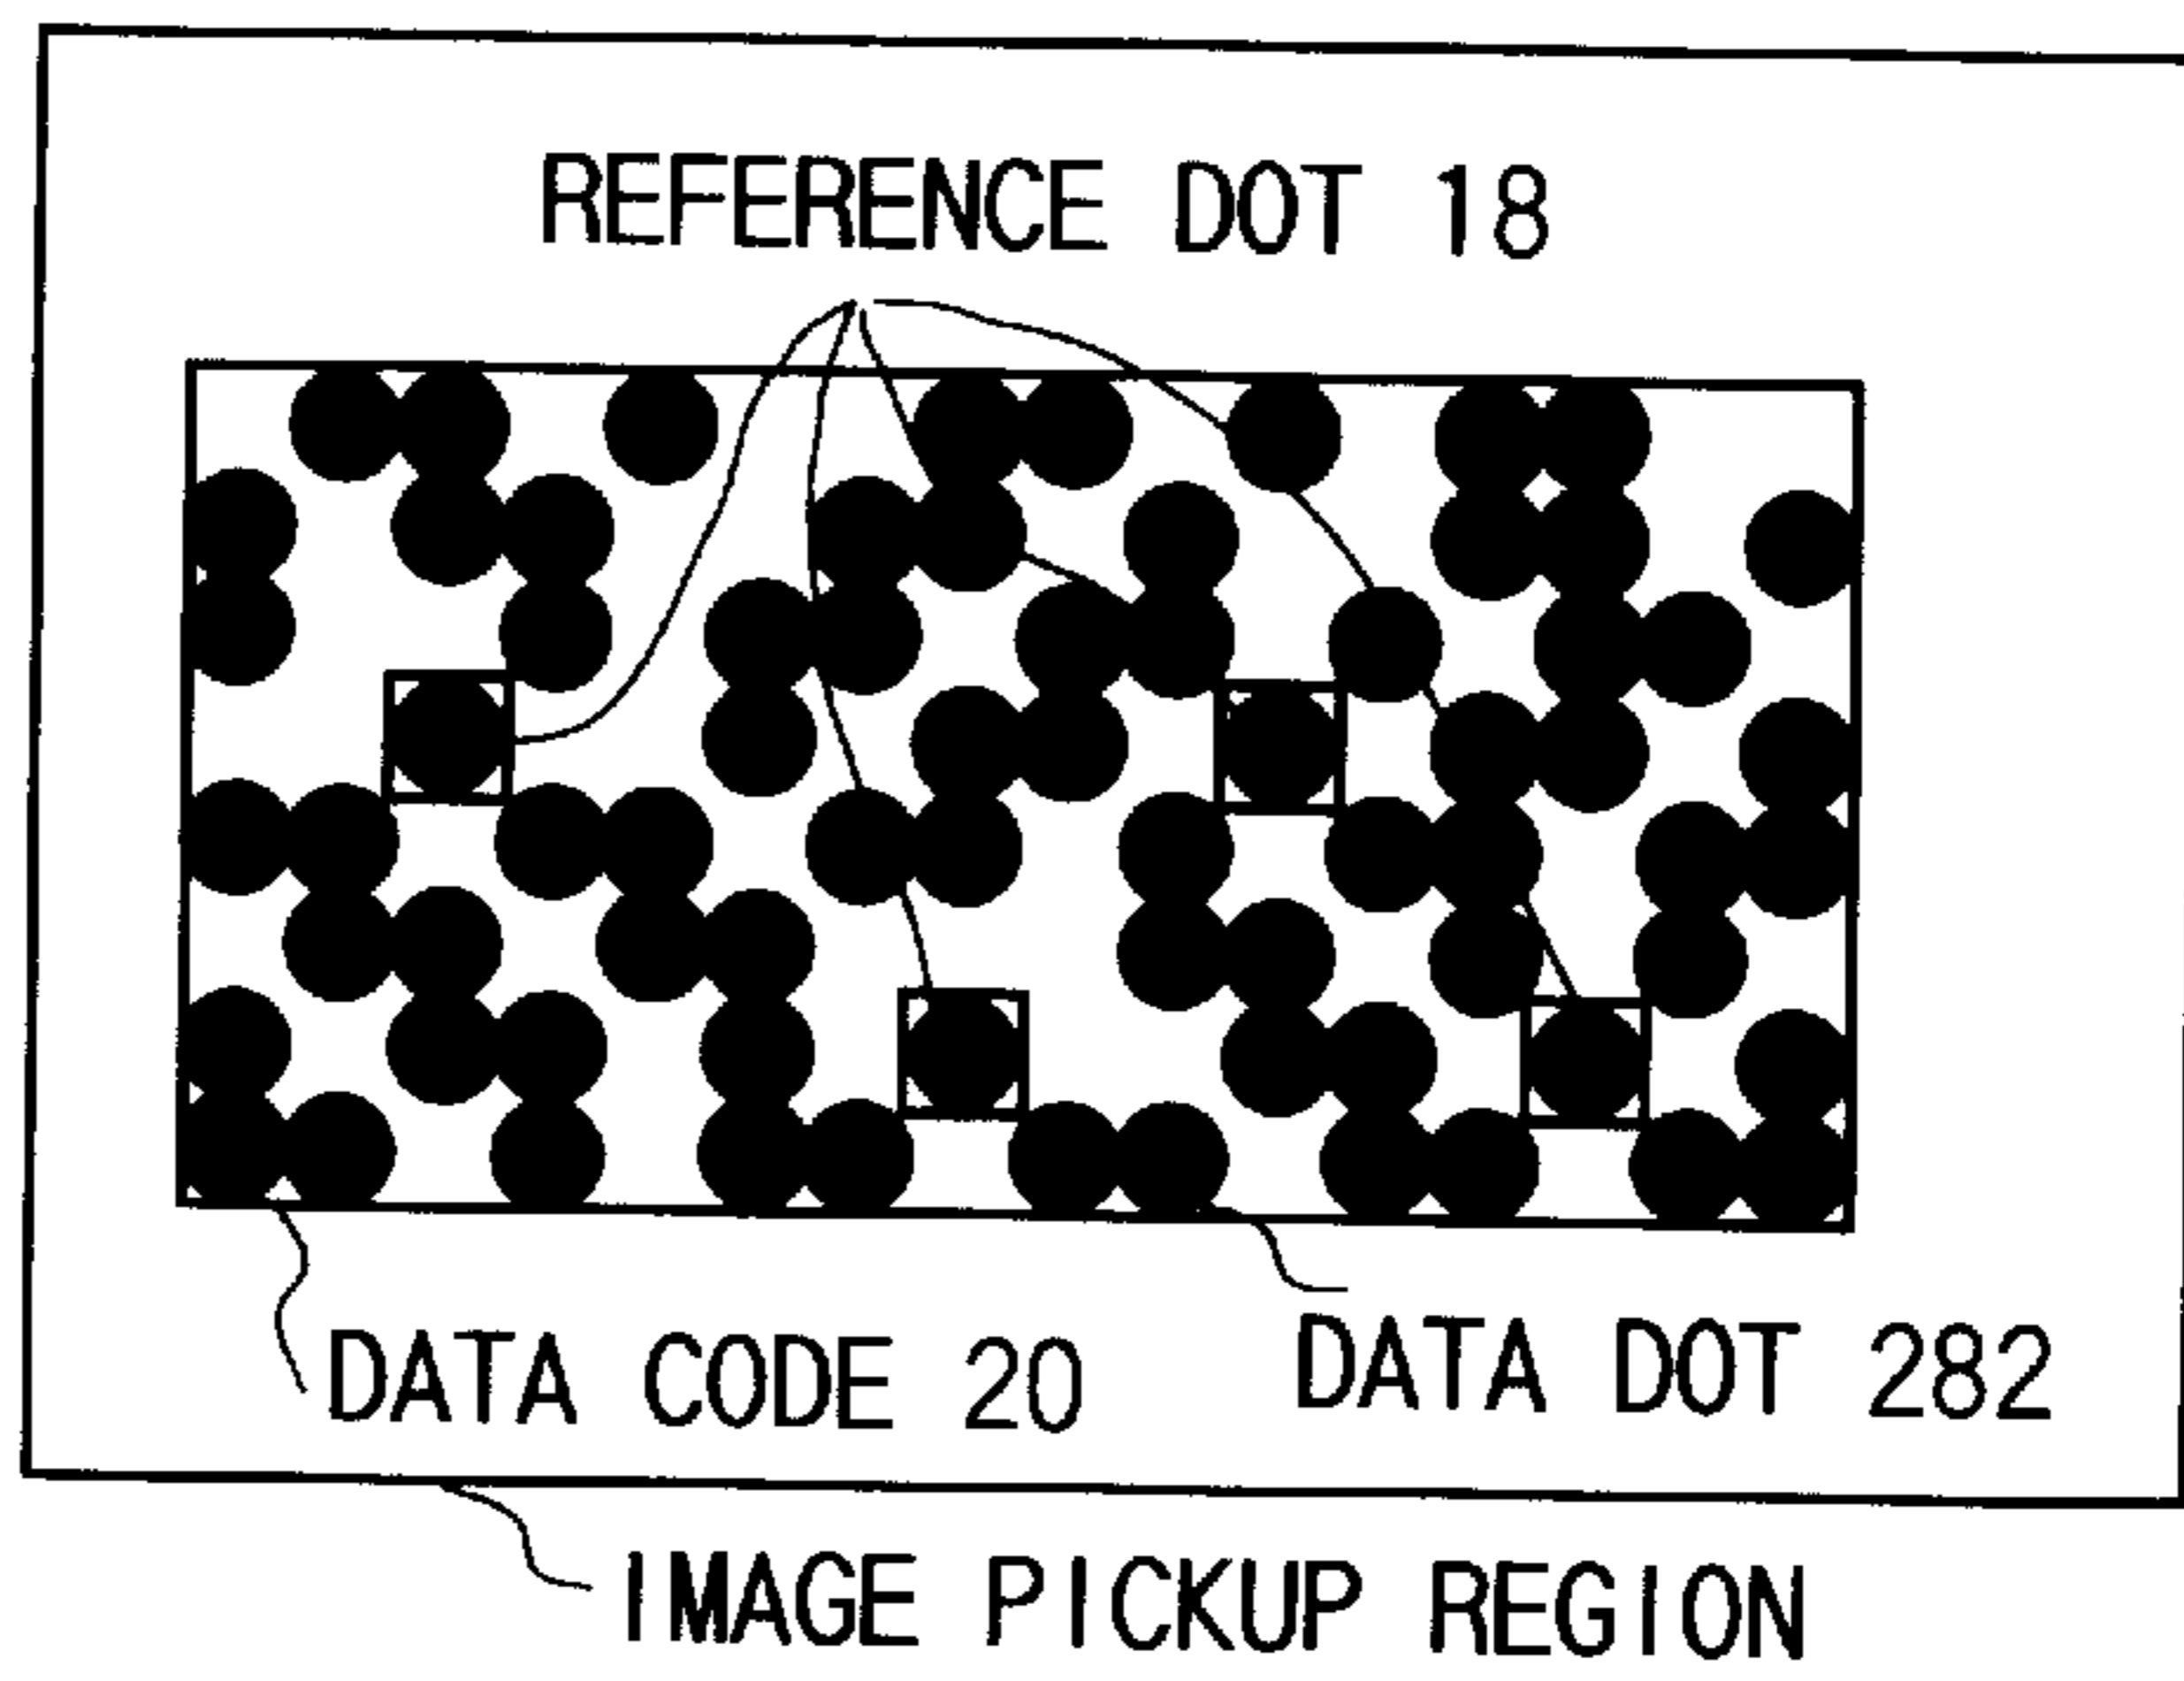 REFERENCE DOT 18
DATA CODE 20
DATA DOT 282
IMAGE PICKUP REGION